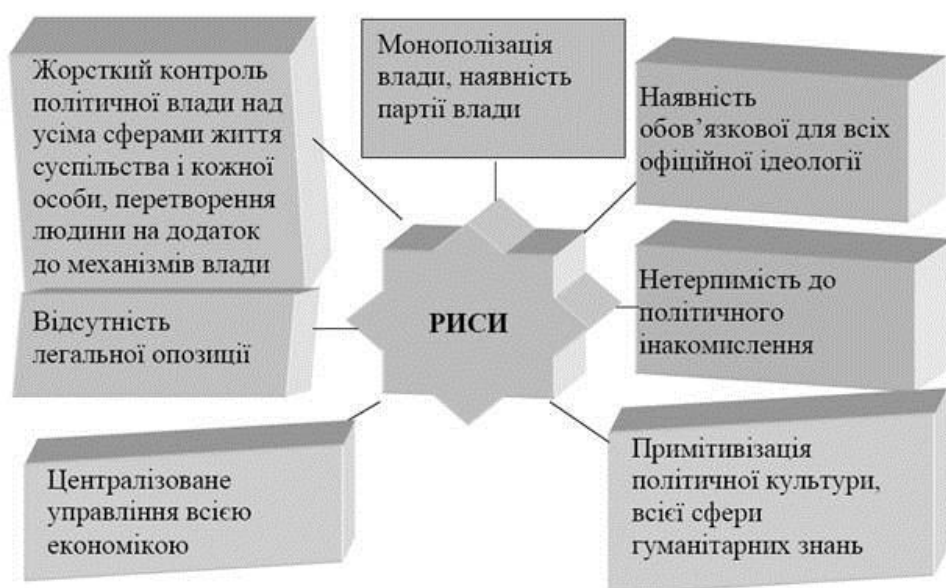 Жорсткий контроль
політичної влади над
усіма сферами життя
суспільства і кожної
особи, перетворення
людини на додаток
до механізмів влади
Монополізація
влади, наявність
партії влади
Наявність
обов’язкової для всіх
офіційної ідеології
Відсутність
легальної опозиції
РИСИ
Нетерпимість до
політичного
інакомислення
Централізоване
управління всією
економікою
Примітивізація
політичної культури,
всієї сфери
гуманітарних знань